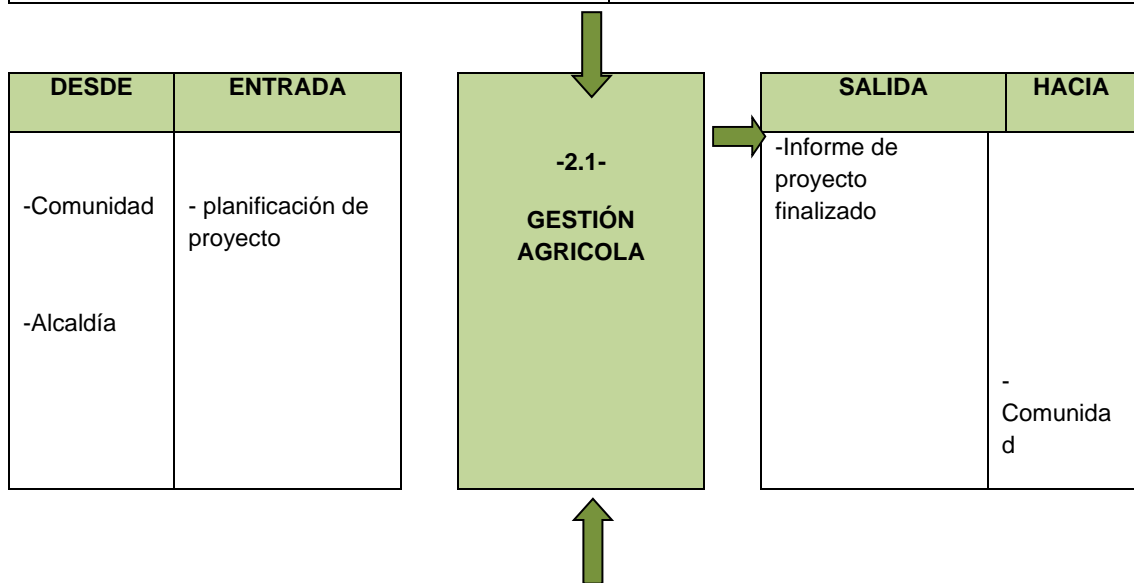 DESDE
ENTRADA
-Comunidad
-Alcaldía
- planificación de
proyecto
-2.1-
GESTIÓN
AGRICOLA
SALIDA
HACIA
-Informe de
proyecto
finalizado
-
Comunida
d